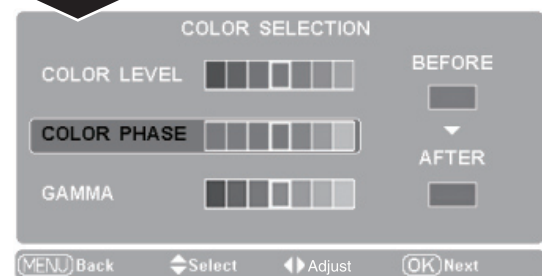 COLOR SELECTION
COLOR LEVEL
BEFORE
COLOR PHASE
AFTER
GAMMA
MENU Back Select Adjust OK Next